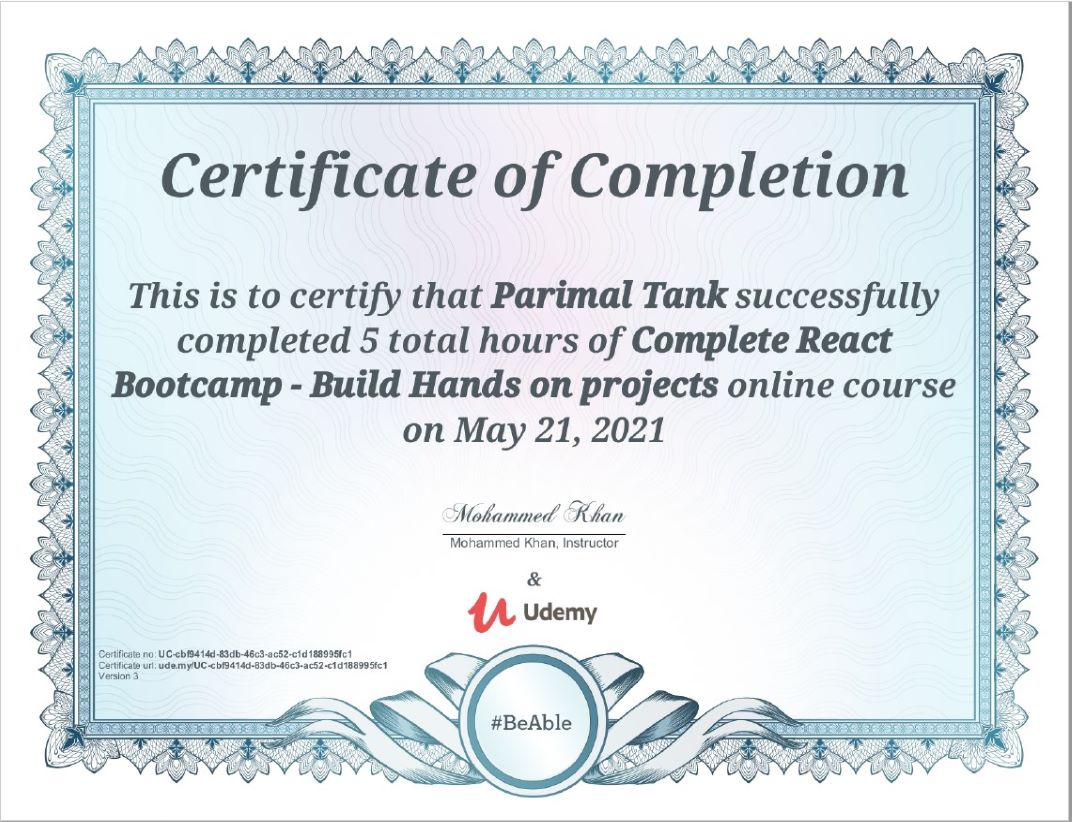 Certificate of Completion
This is to certify that Parimal Tank successfully
completed 5 total hours of Complete React
Bootcamp - Build Hands on projects online course
on May 21, 2021
Mohammed Khan
Mohammed Khan, Instructor
&
Udemy
Certificate no: UC-cbf9414d-83db-46c3-ac52-c1d188995fc1
Certificate url: ude.my/UC-cbf9414d-83db-46c3-ac52-c1d188995fc1
Version 3
#BeAble